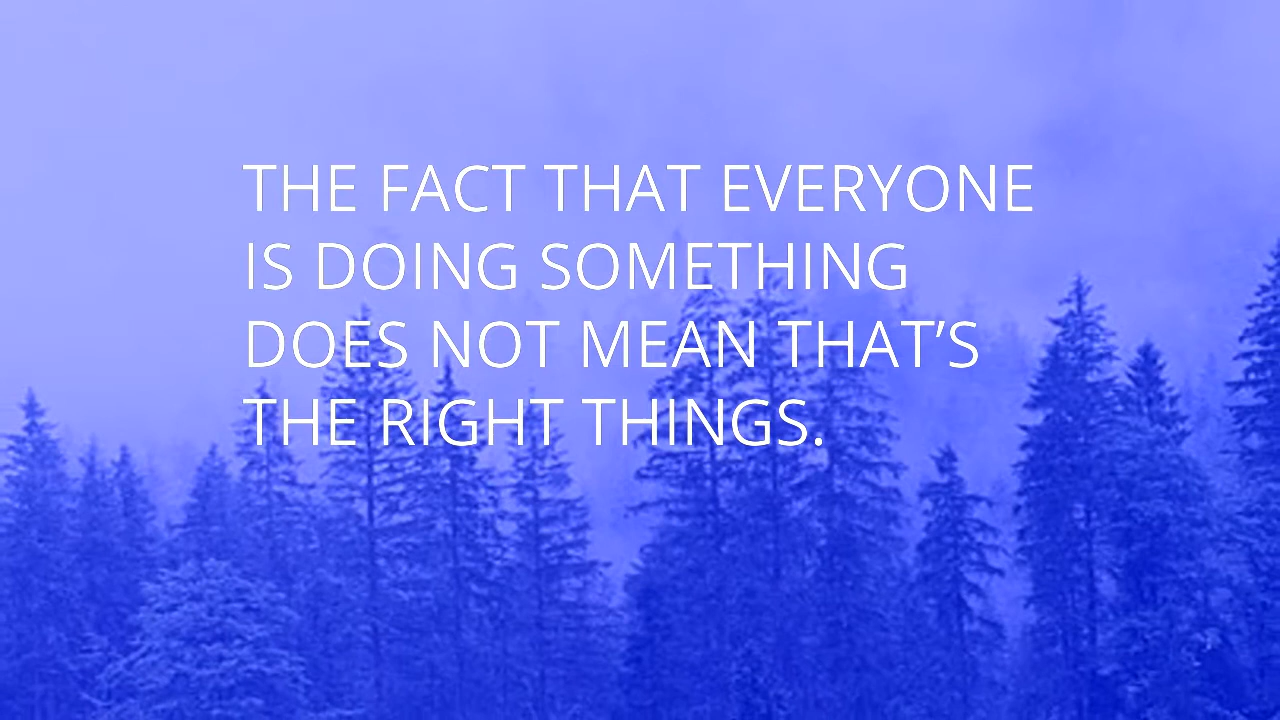 THE FACT THAT EVERYONE
IS DOING SOMETHING
DOES NOT MEAN THAT’S
THE RIGHT THINGS.